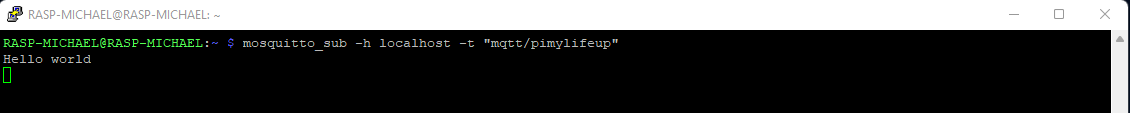 RASP-MICHAEL@RASP-MICHAEL: ~
RASP-MICHAEL@RASP-MICHAEL:~ $ mosquitto_sub -h localhost -t "mqtt/pimylifeup"
Hello world